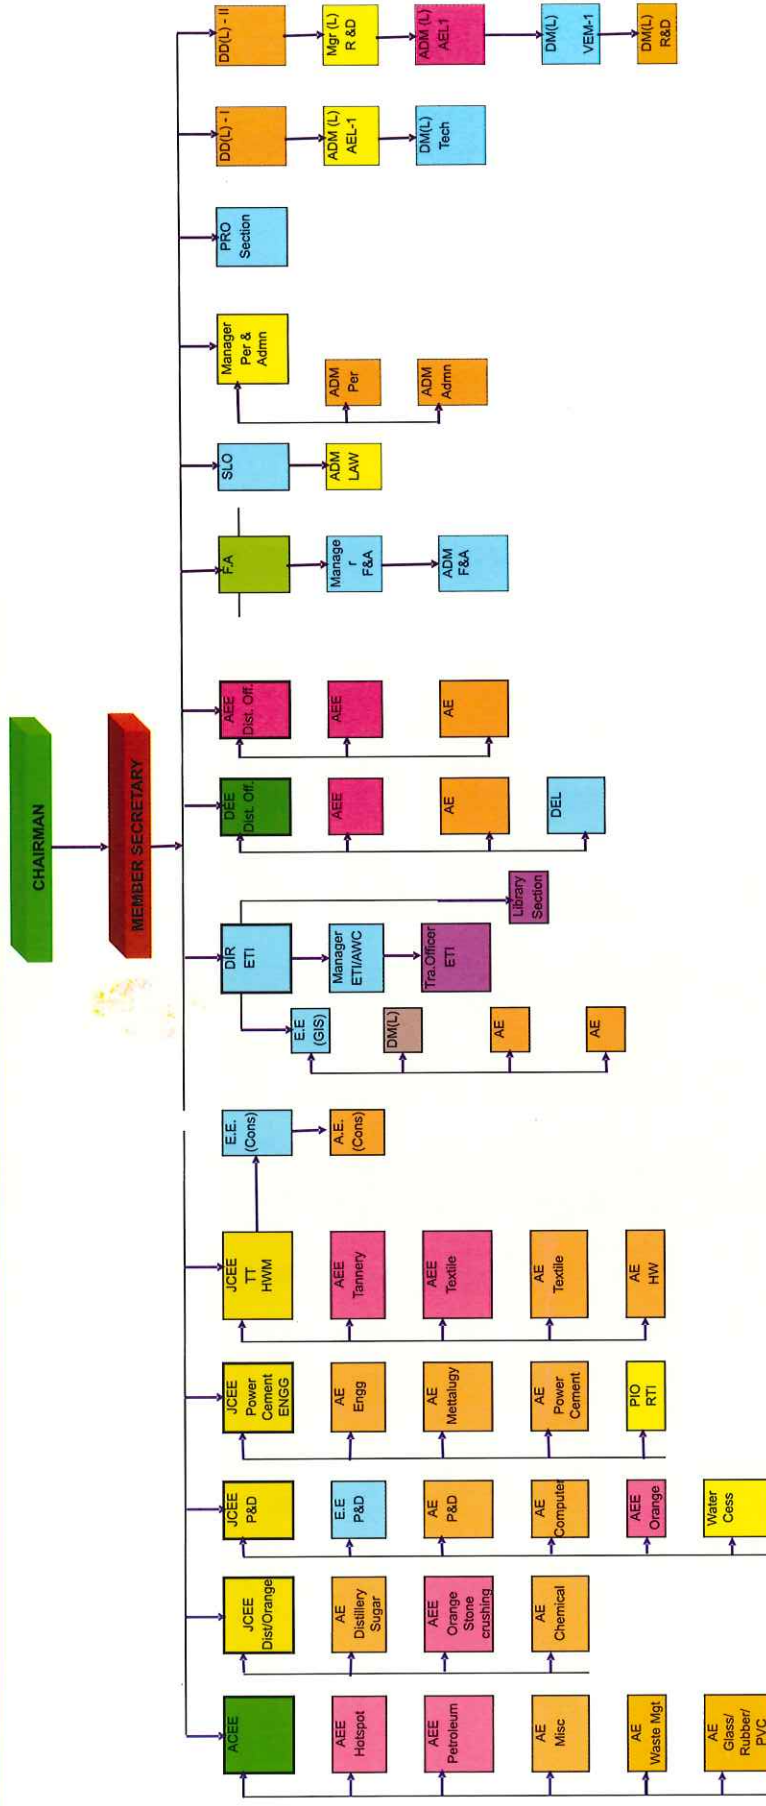 CHAIRMAN
MEMBER SECRETARY
ACEE
AEE
Hotspot
AEE
Petroleum
AE
Misc
AE
Waste Mgt
AE
Glass/
Rubber/
PVC
JCEE
Dist/Orange
AE
Distillery
Sugar
AEE
Orange
Stone
crushing
AE
Chemical
JCEE
P&D
E.E
P&D
AE
P&D
AE
Computer
AEE
Orange
Water
Cess
JCEE
Power
Cement
ENGG
AE
Engg
AE
Mettalugy
AE
Power
Cement
PIO
RTI
JCEE
TT
HWM
AEE
Tannery
AEE
Textile
AE
Textile
AE
HW
E.E.
(Cons)
A.E.
(Cons)
DIR
ETI
E.E
(GIS)
DM(L)
AE
AE
Manager
ETI/AWC
Tra.Officer
ETI
Library
Section
DEE
Dist. Off.
AEE
AE
DEL
AEE
Dist. Off.
AEE
AE
F.A
Manage
r
F&A
ADM
F&A
SLO
ADM
LAW
Manager
Per &
Admn
ADM
Per
ADM
Admn
PRO
Section
DD(L) - I
ADM (L)
AEL-1
DM(L)
Tech
DD(L) - II
Mgr (L)
R &D
ADM (L)
AEL1
DM(L)
VEM-1
DM(L)
R&D